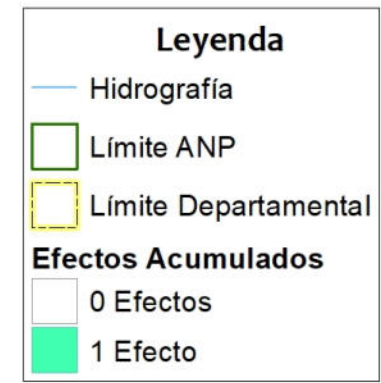 Leyenda
Hidrografía
Límite ANP
Límite Departamental
Efectos Acumulados
0 Efectos
1 Efecto